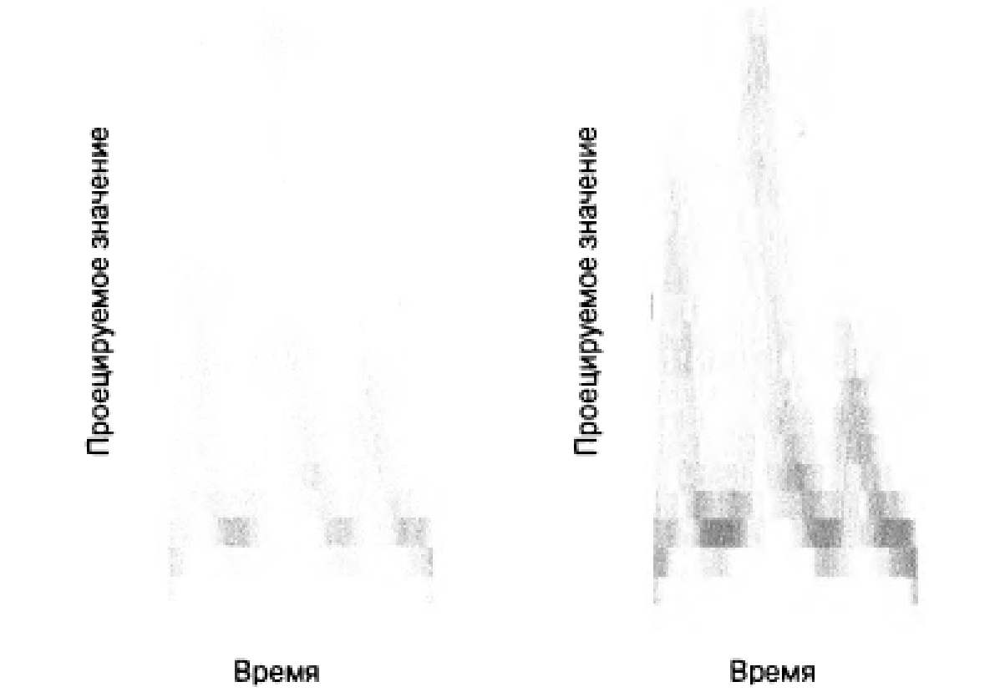 Проецируемое значение
Время
Проецируемое значение
Время